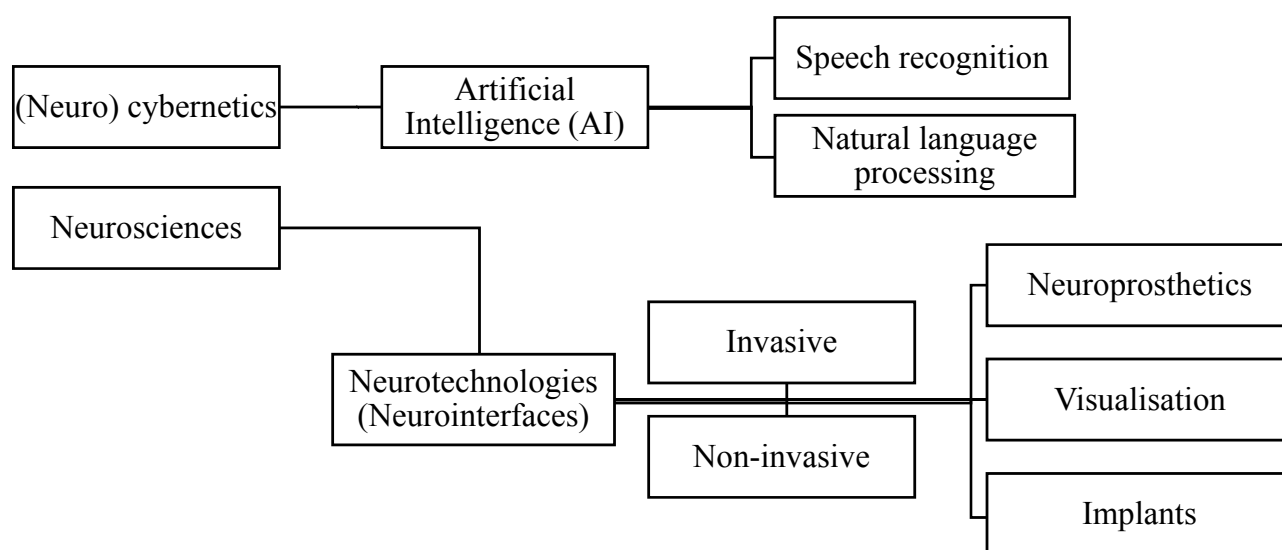 Speech recognition
(Neuro) cybernetics
Artificial
Intelligence (AI)
Natural language
processing
Neurosciences
Neuroprosthetics
Invasive
Neurotechnologies
(Neurointerfaces)
Visualisation
Non-invasive
Implants